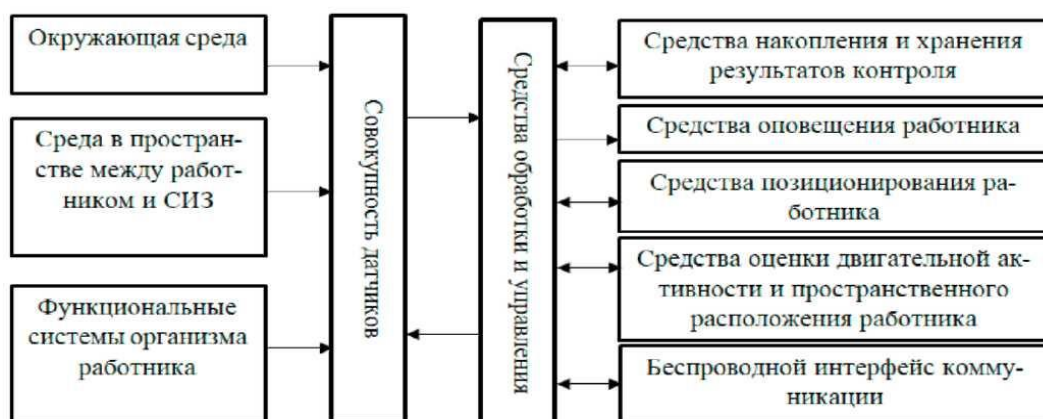 Окружающая среда
Среда в простран-
стве между работ-
ником и СИЗ
Функциональные
системы организма
работника
Совокупность датчиков
Средства обработки и управления
Средства накопления и хранения
результатов контроля
Средства оповещения работника
Средства позиционирования ра-
ботника
Средства оценки двигательной ак-
тивности и пространственного
расположения работника
Беспроводной интерфейс комму-
никации